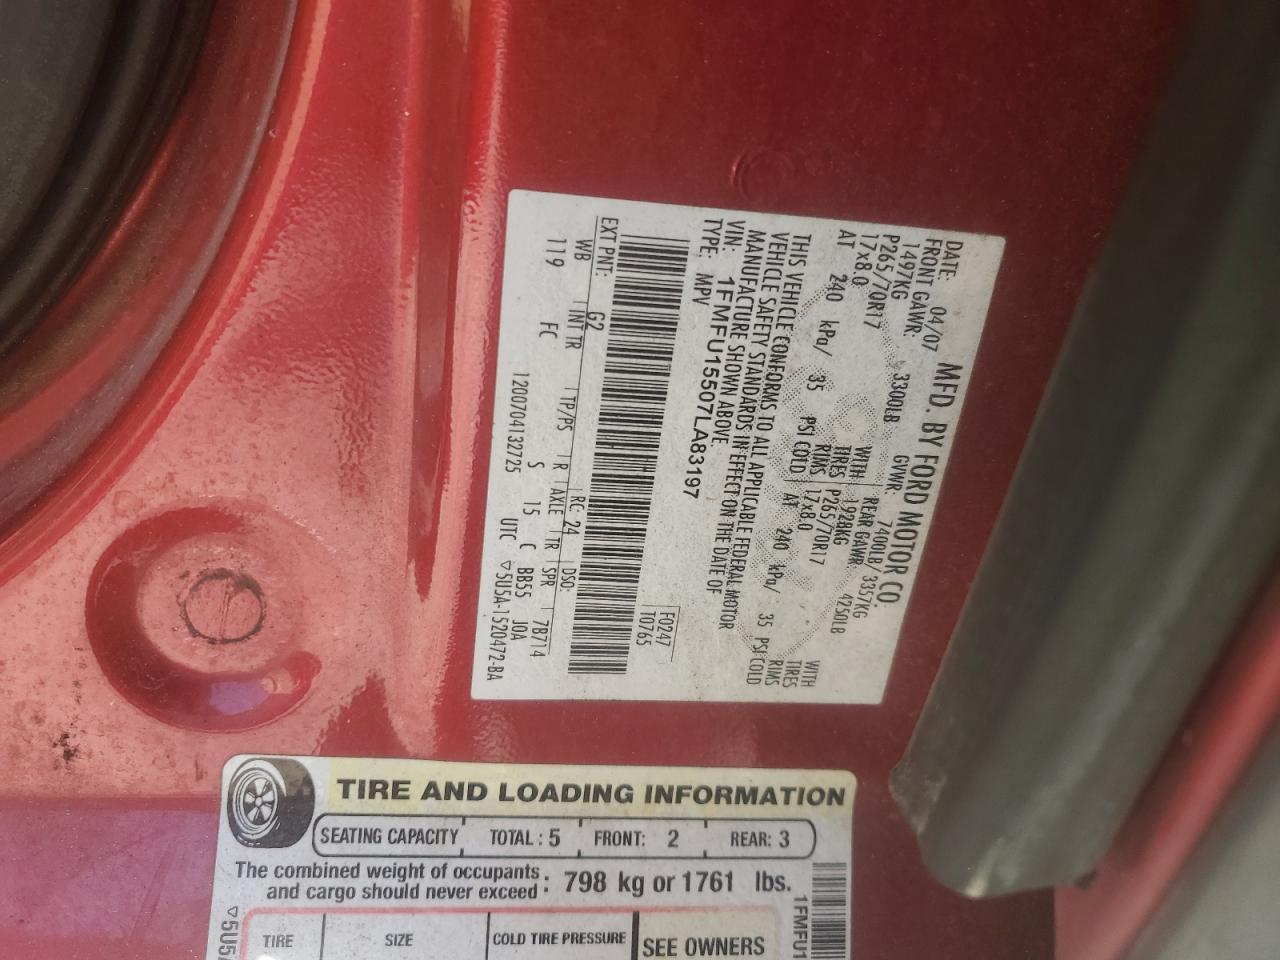 MFD. BY FORD MOTOR CO.
DATE: 04/07 GVWR: 7400LB/ 3357KG
FRONT GAWR: 3300LB REAR GAWR: 4250LB
1497KG WITH 1928KG WITH
P265/70R17 TIRES P265/70R17 TIRES
17x8.0 RIMS 17x8.0 RIMS
AT 240 kPa/ 35 PSI COLD AT 240 kPa/ 35 PSI COLD
THIS VEHICLE CONFORMS TO ALL APPLICABLE FEDERAL MOTOR
VEHICLE SAFETY STANDARDS IN EFFECT ON THE DATE OF
MANUFACTURE SHOWN ABOVE.
VIN: 1FMFU15507LA83197
TYPE: MPV
F0247
T0765
EXT PNT: G2 RC: 24 DSO:
WB INT TR TP/PS R AXLE TR SPR 7B714
119 FC S 15 C BB55 J0A
1200704132725 UTC ▽5U5A-1520472-BA
TIRE AND LOADING INFORMATION
SEATING CAPACITY TOTAL : 5 FRONT: 2 REAR: 3
The combined weight of occupants
and cargo should never exceed : 798 kg or 1761 lbs.
TIRE SIZE COLD TIRE PRESSURE SEE OWNERS
▽5U5
1FMFU1